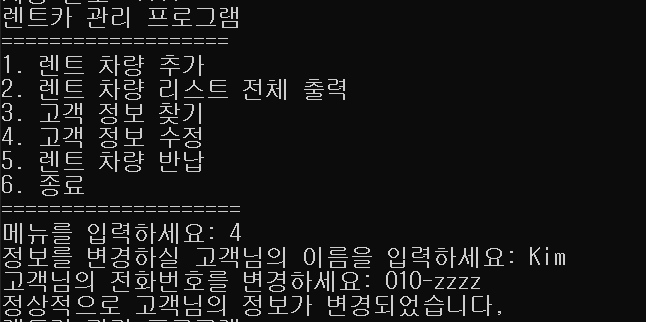 렌트카 관리 프로그램
===================
1. 렌트 차량 추가
2. 렌트 차량 리스트 전체 출력
3. 고객 정보 찾기
4. 고객 정보 수정
5. 렌트 차량 반납
6. 종료
====================
메뉴를 입력하세요: 4
정보를 변경하실 고객님의 이름을 입력하세요: Kim
고객님의 전화번호를 변경하세요: 010-zzzz
정상적으로 고객님의 정보가 변경되었습니다,